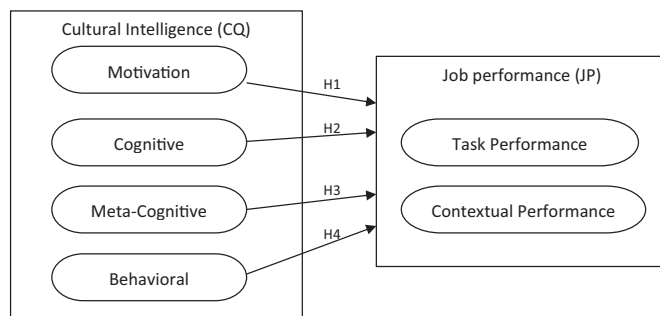 Cultural Intelligence (CQ)
Motivation
Cognitive
Meta-Cognitive
Behavioral
H1
H2
H3
H4
Job performance (JP)
Task Performance
Contextual Performance